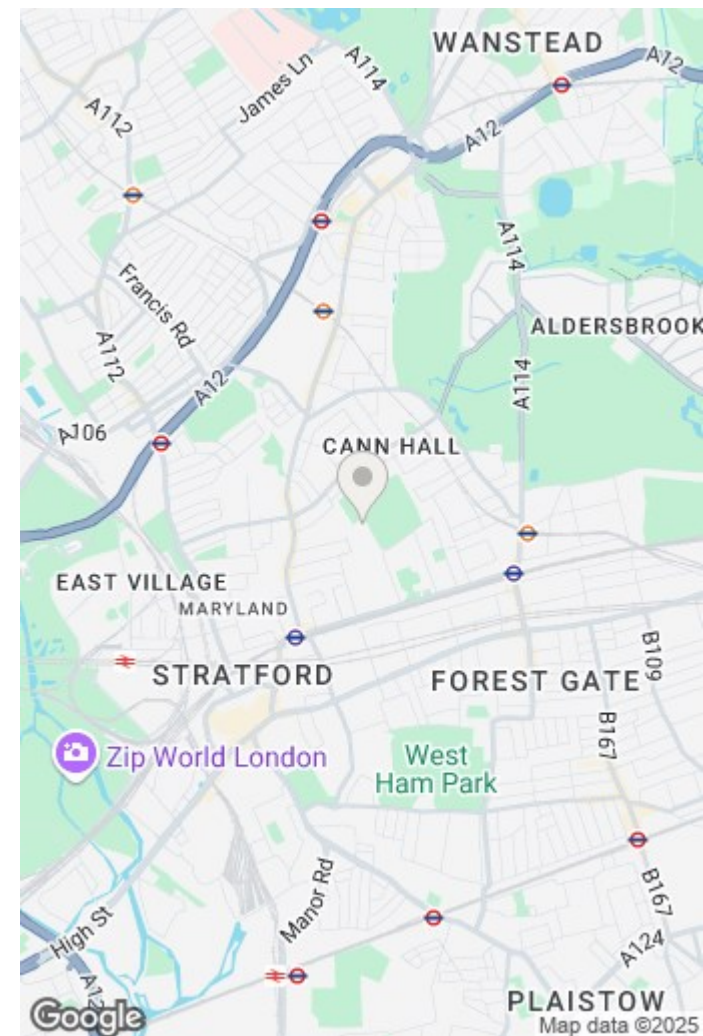 WANSTEAD
A12
A114
James Ln
A112
A12
A114
Francis Rd
ALDERSBROOK
A112
A114
A12
A106
CANN HALL
EAST VILLAGE
MARYLAND
B109
STRATFORD
FOREST GATE
B167
Zip World London
West
Ham Park
Manor Rd
B167
High St
A124
A12
PLAISTOW
Google
Map data ©2025